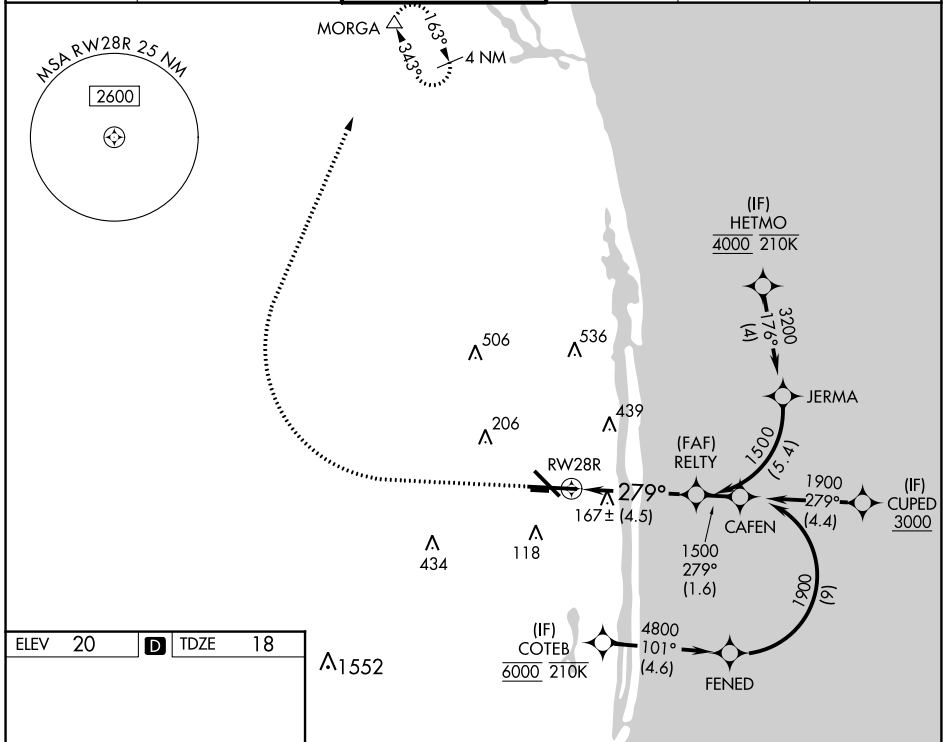 MORGA
163°
343°
4 NM
MSA RW28R 25 NM
2600
(IF)
HETMO
4000 210K
3200
176°
(4)
JERMA
506
536
439
206
1500
(5.4)
(FAF)
RELTY
RW28R
279°
167± (4.5)
1900
279°
(4.4)
(IF)
CUPED
3000
CAFEN
118
434
1500
279°
(1.6)
1900
(9)
(IF)
COTEB
6000 210K
4800
101°
(4.6)
FENED
ELEV 20 D TDZE 18
1552